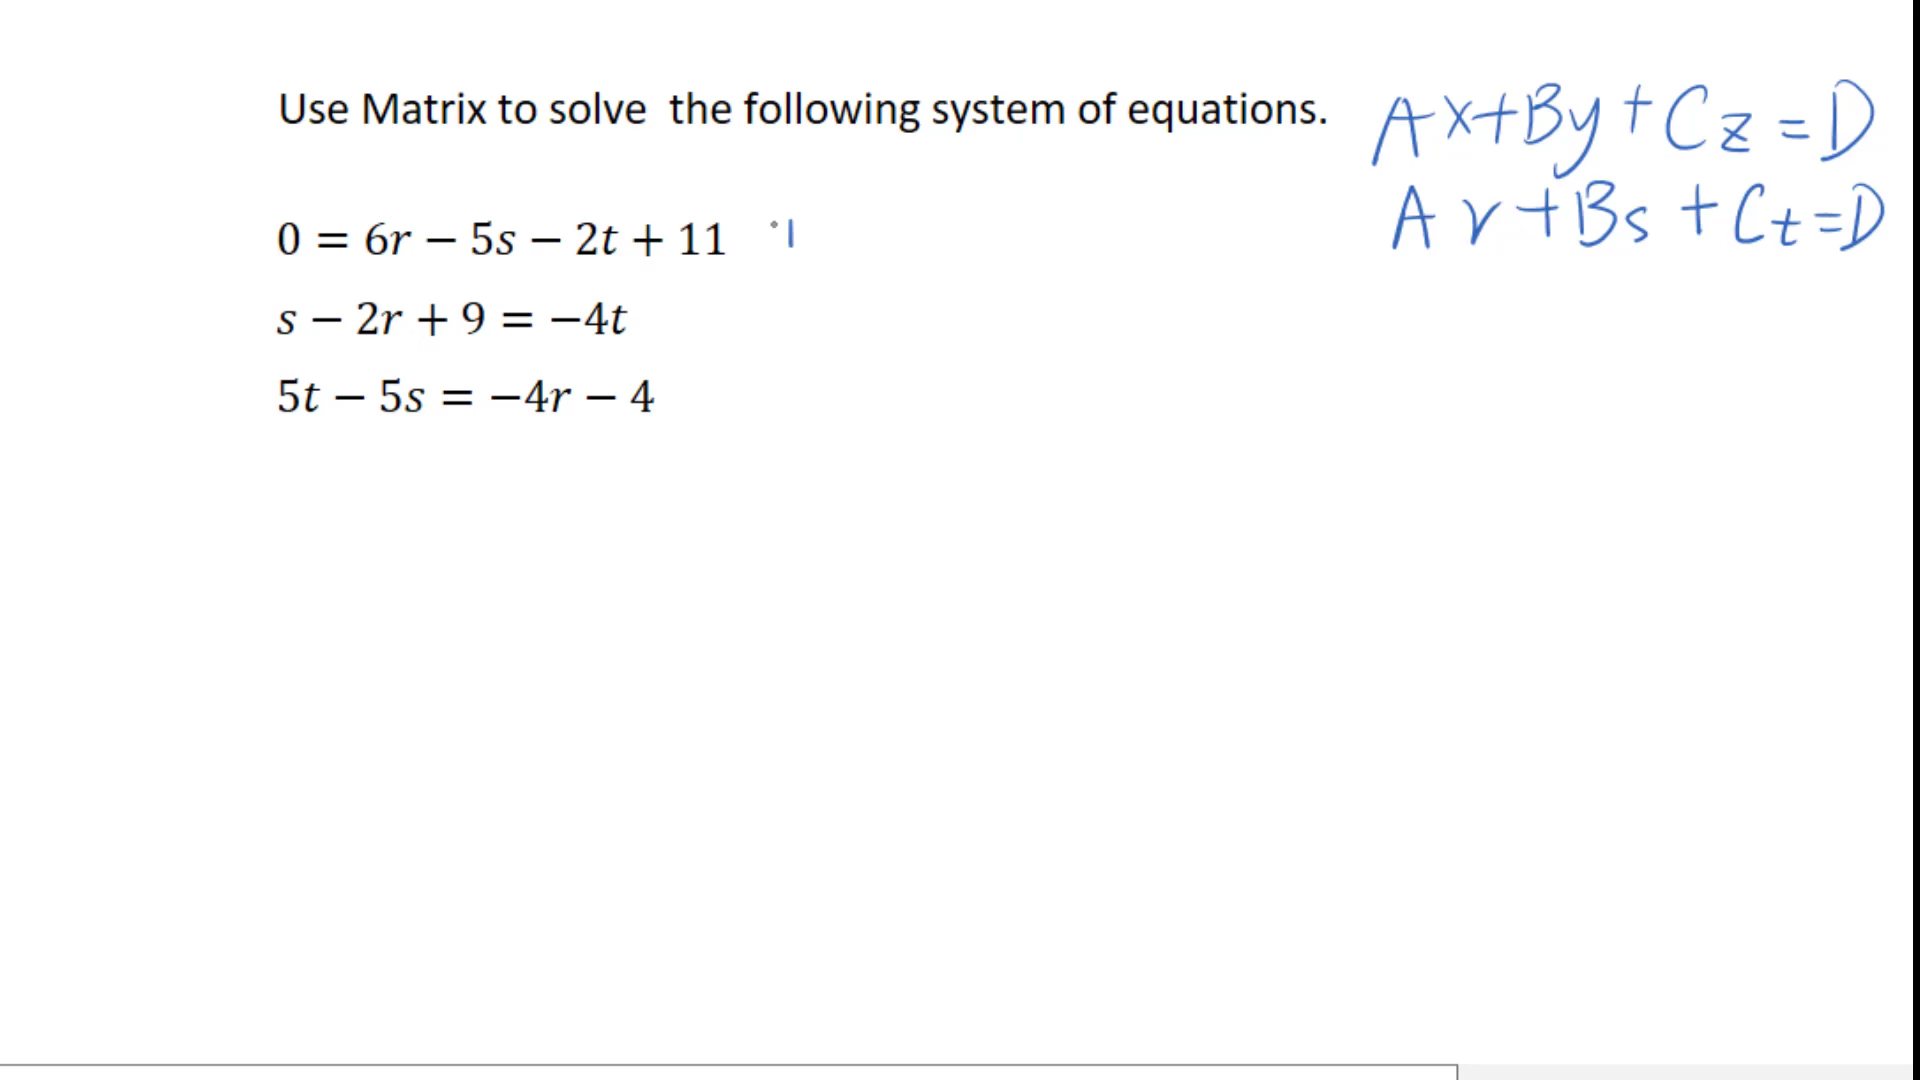 Use Matrix to solve the following system of equations.
Ax+By+Cz=D
Ar+Bs+Ct=D
0 = 6r − 5s − 2t + 11
s − 2r + 9 = −4t
5t − 5s = −4r − 4